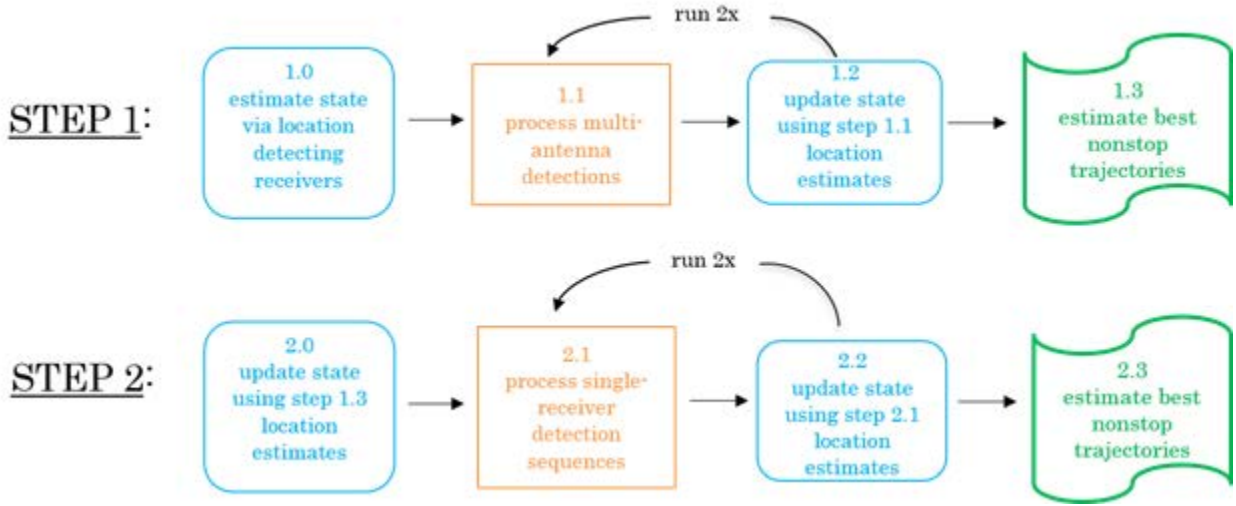 run 2x
STEP 1:
1.0
estimate state
via location
detecting
receivers
1.1
process multi-
antenna
detections
1.2
update state
using step 1.1
location
estimates
1.3
estimate best
nonstop
trajectories
run 2x
STEP 2:
2.0
update state
using step 1.3
location
estimates
2.1
process single-
receiver
detection
sequences
2.2
update state
using step 2.1
location
estimates
2.3
estimate best
nonstop
trajectories